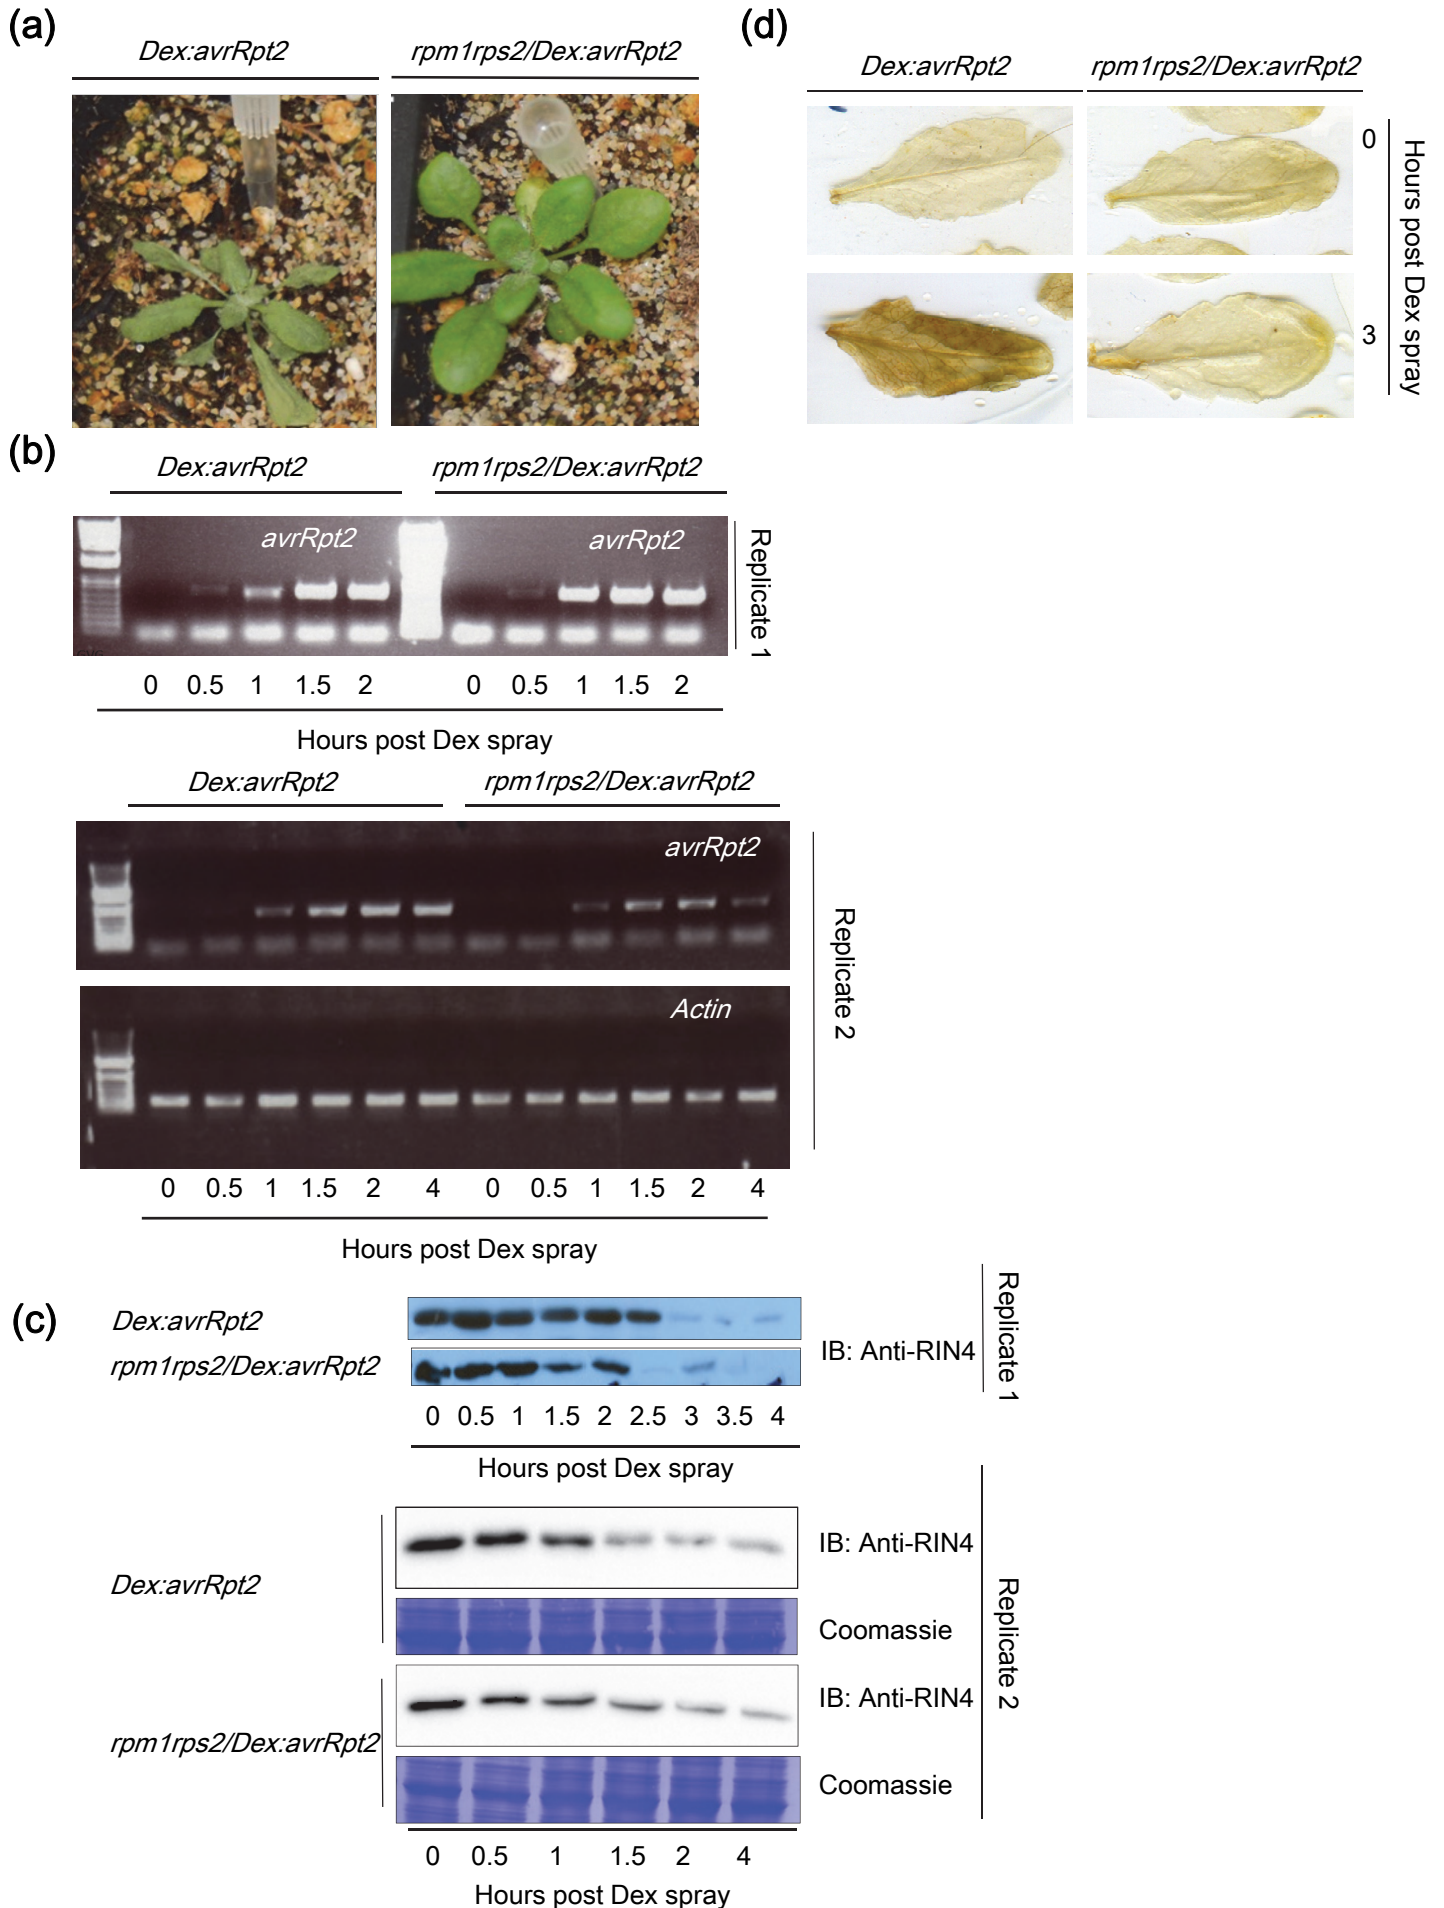 (a)
Dex:avrRpt2
rpm1rps2/Dex:avrRpt2
(d)
Dex:avrRpt2
rpm1rps2/Dex:avrRpt2
0
3
Hours post Dex spray
(b)
Dex:avrRpt2
rpm1rps2/Dex:avrRpt2
avrRpt2
avrRpt2
Replicate 1
0 0.5 1 1.5 2 0 0.5 1 1.5 2
Hours post Dex spray
Dex:avrRpt2
rpm1rps2/Dex:avrRpt2
avrRpt2
Actin
Replicate 2
0 0.5 1 1.5 2 4 0 0.5 1 1.5 2 4
Hours post Dex spray
(c)
Dex:avrRpt2
rpm1rps2/Dex:avrRpt2
IB: Anti-RIN4
Replicate 1
0 0.5 1 1.5 2 2.5 3 3.5 4
Hours post Dex spray
Dex:avrRpt2
IB: Anti-RIN4
Coomassie
rpm1rps2/Dex:avrRpt2
IB: Anti-RIN4
Coomassie
Replicate 2
0 0.5 1 1.5 2 4
Hours post Dex spray